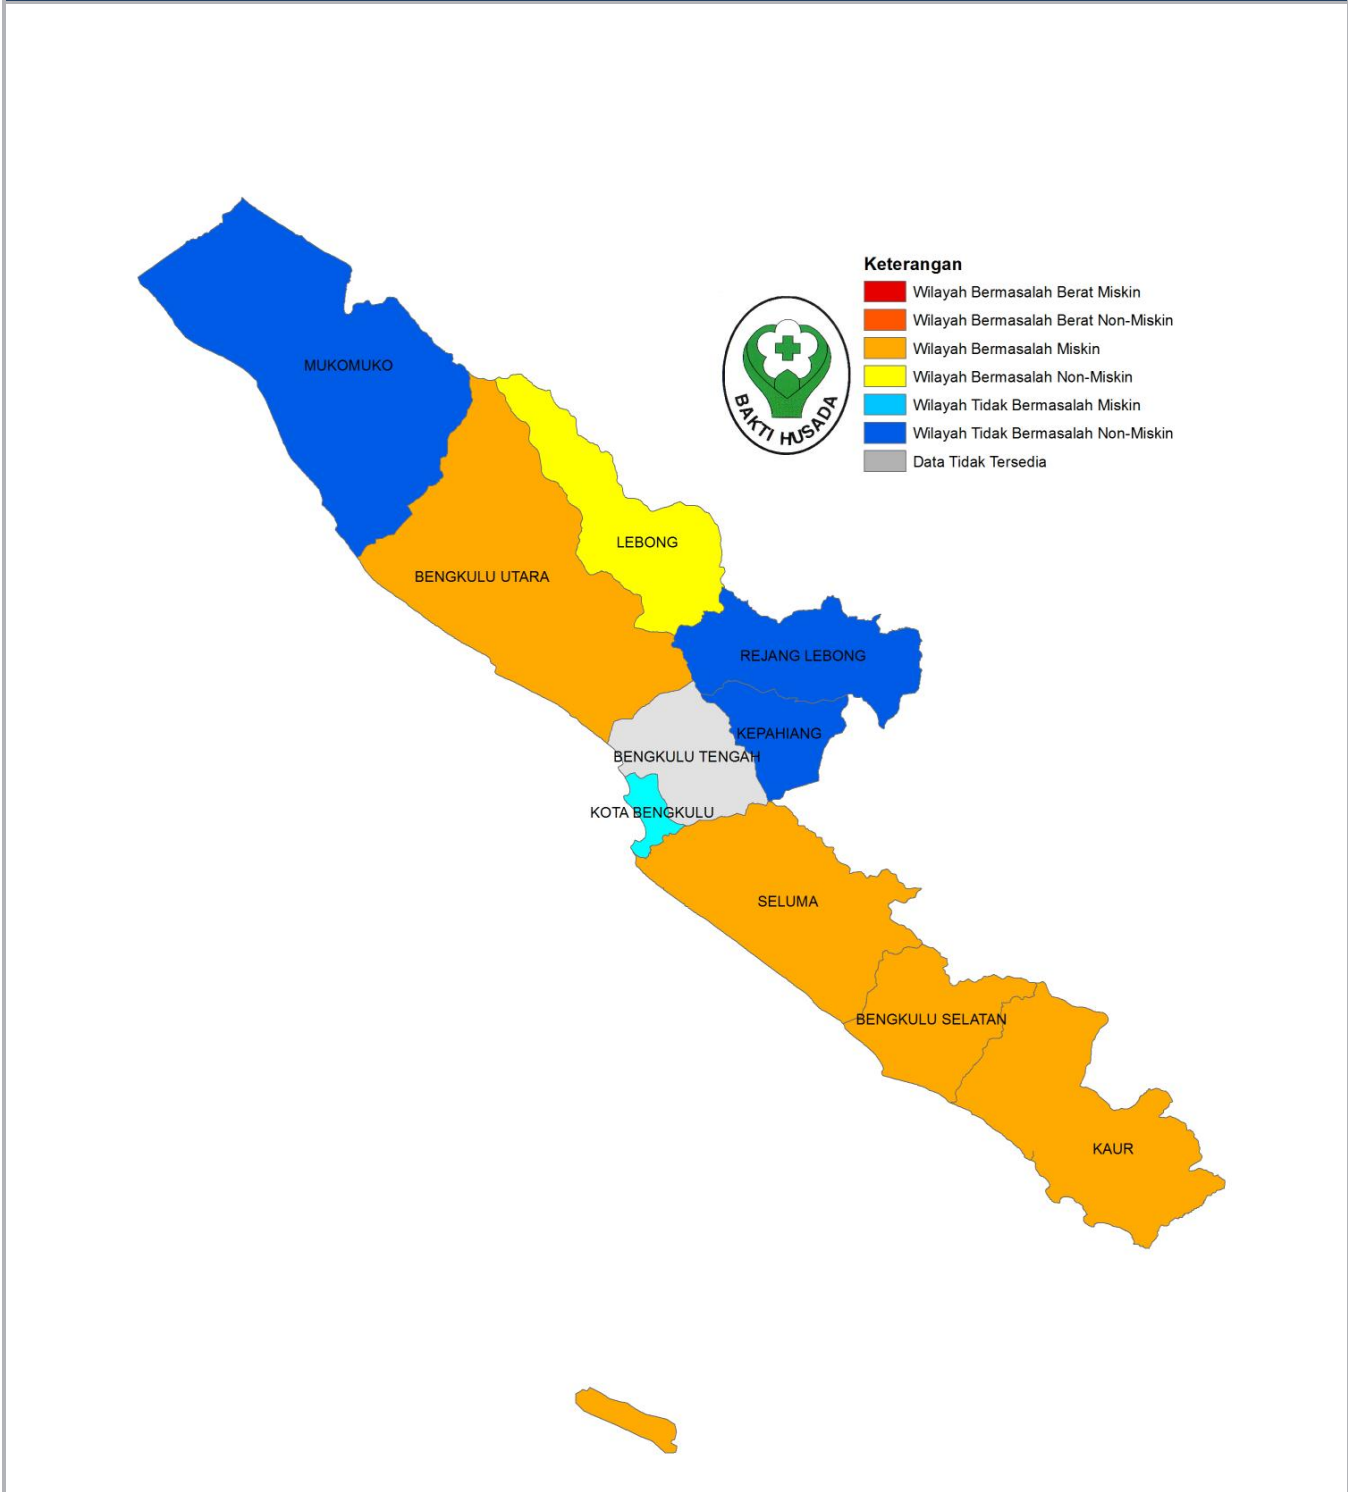 Keterangan
Wilayah Bermasalah Berat Miskin
Wilayah Bermasalah Berat Non-Miskin
Wilayah Bermasalah Miskin
Wilayah Bermasalah Non-Miskin
Wilayah Tidak Bermasalah Miskin
Wilayah Tidak Bermasalah Non-Miskin
Data Tidak Tersedia
BAKTI HUSADA
MUKOMUKO
LEBONG
BENGKULU UTARA
REJANG LEBONG
KEPAHIANG
BENGKULU TENGAH
KOTA BENGKULU
SELUMA
BENGKULU SELATAN
KAUR